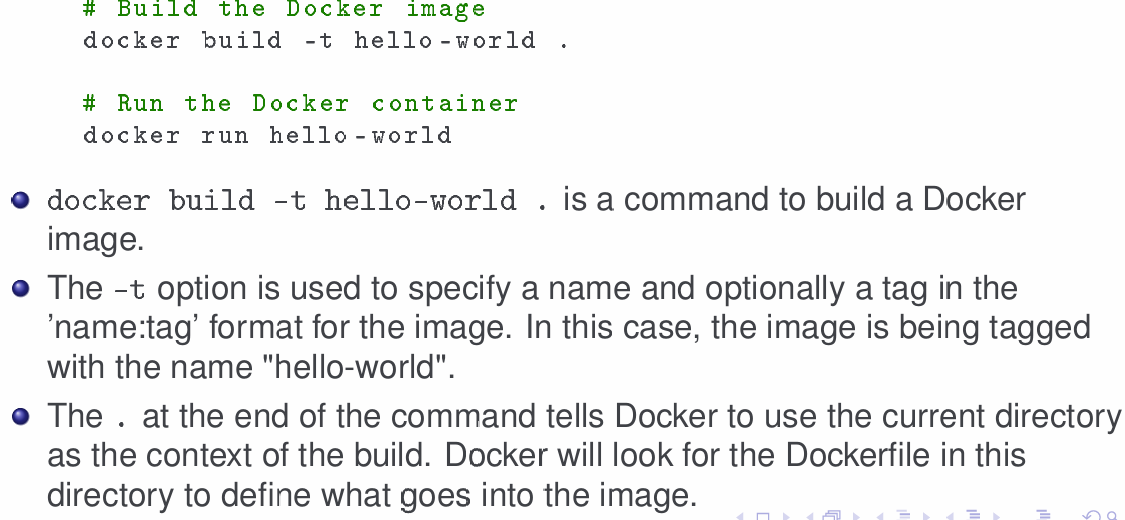 # Build the Docker image
docker build -t hello-world .
# Run the Docker container
docker run hello-world
docker build -t hello-world . is a command to build a Docker
image.
The -t option is used to specify a name and optionally a tag in the
’name:tag’ format for the image. In this case, the image is being tagged
with the name "hello-world".
The . at the end of the command tells Docker to use the current directory
as the context of the build. Docker will look for the Dockerfile in this
directory to define what goes into the image.